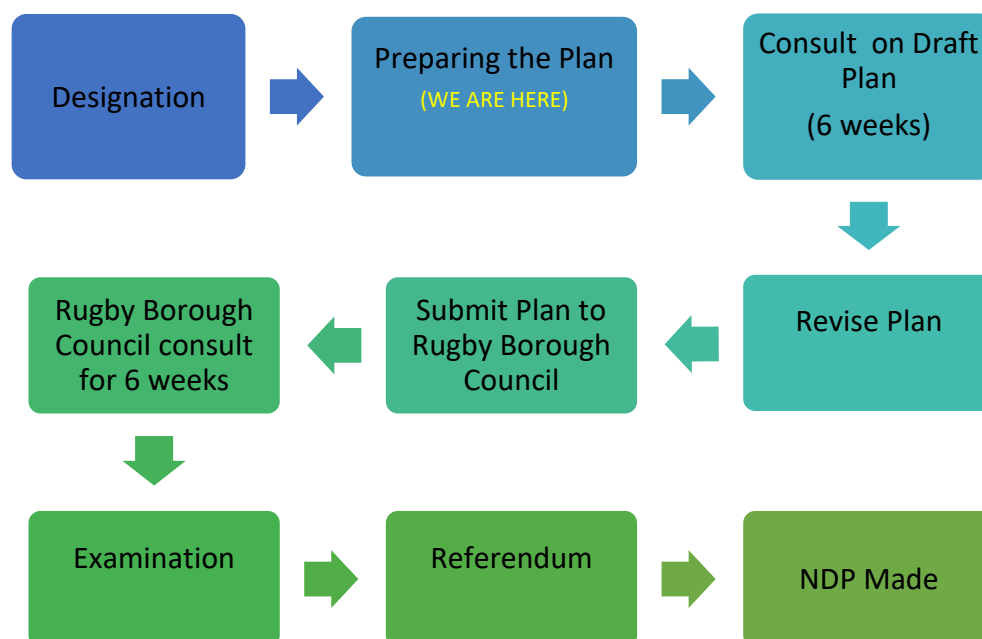 Designation
Preparing the Plan
(WE ARE HERE)
Consult on Draft
Plan
(6 weeks)
Revise Plan
Submit Plan to
Rugby Borough
Council
Rugby Borough
Council consult
for 6 weeks
Examination
Referendum
NDP Made